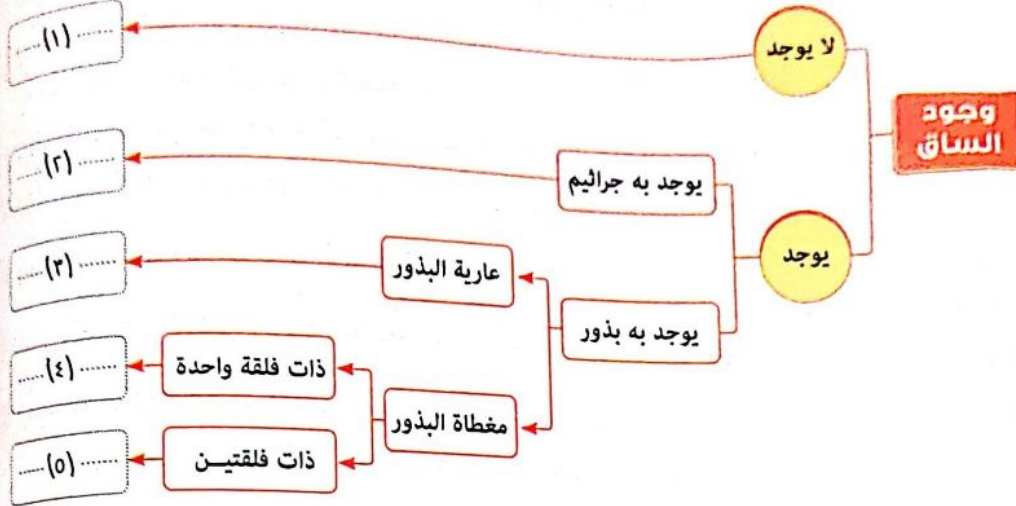 وجود
الساق
لا يوجد
...... (١) ......
يوجد
يوجد به جراثيم
...... (٢) ......
يوجد به بذور
عارية البذور
...... (٣) ......
مغطاة البذور
ذات فلقة واحدة
...... (٤) ......
ذات فلقتيــن
...... (٥) ......